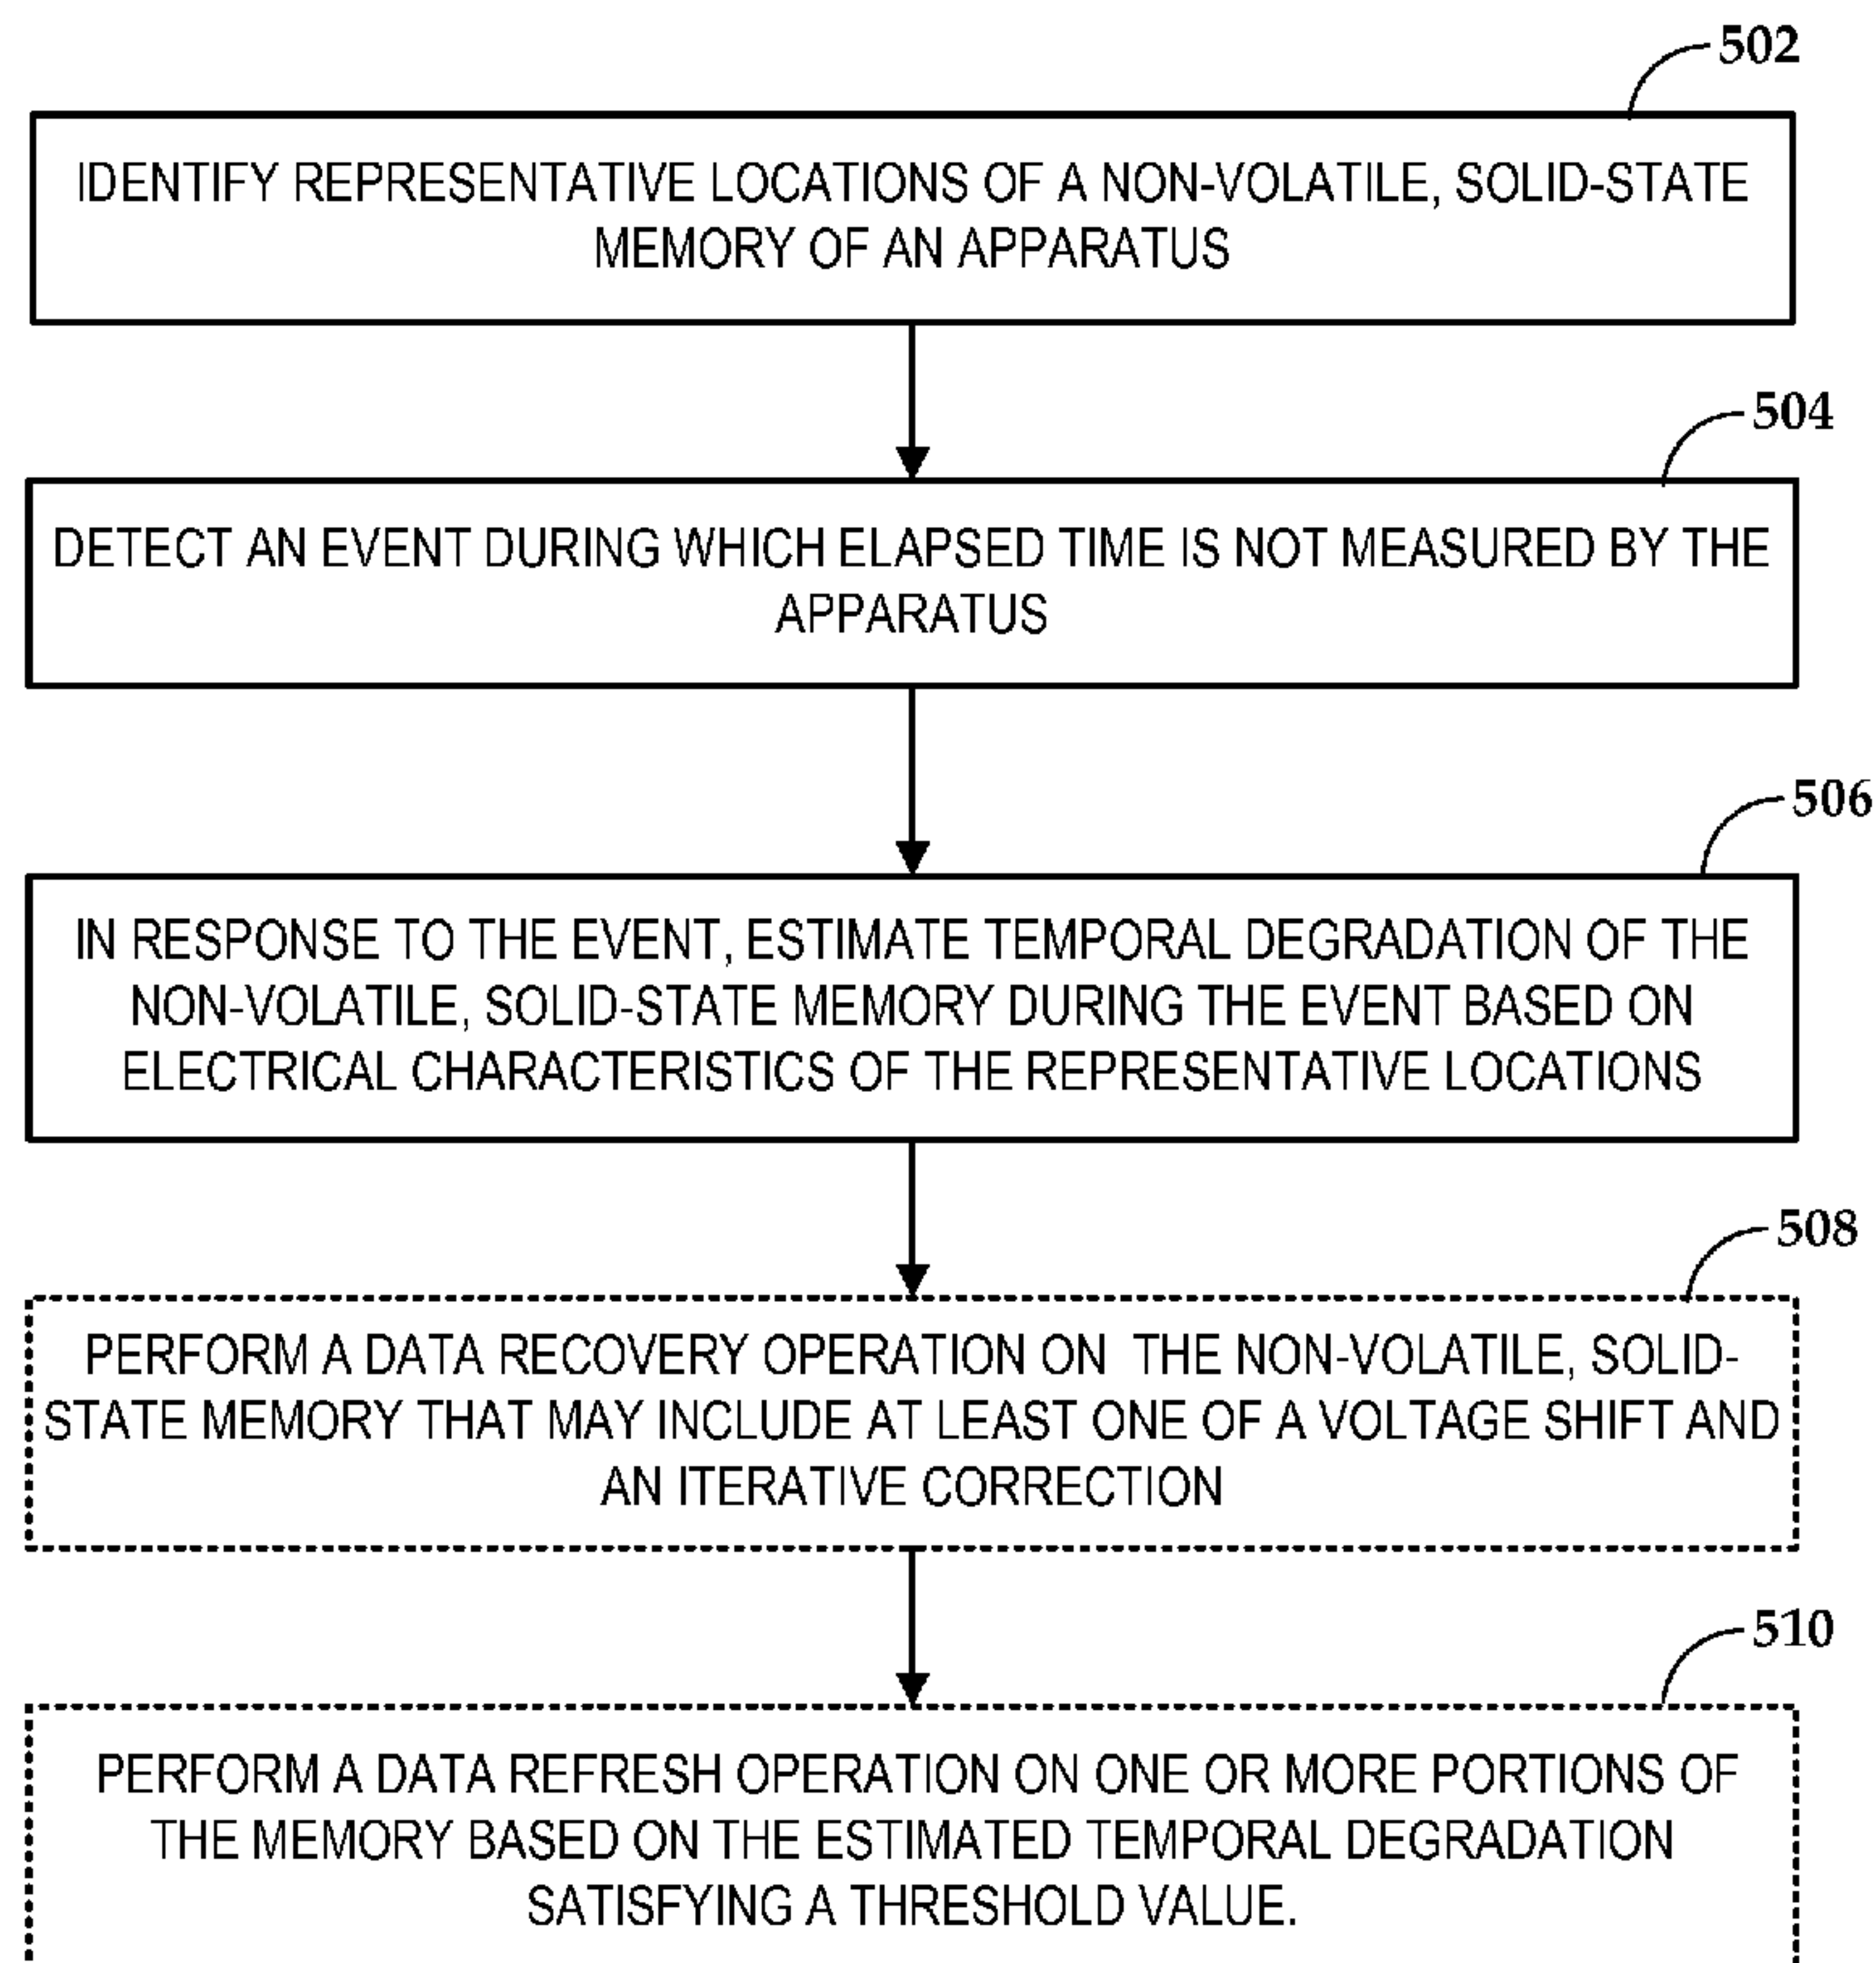 502
IDENTIFY REPRESENTATIVE LOCATIONS OF A NON-VOLATILE, SOLID-STATE
MEMORY OF AN APPARATUS
504
DETECT AN EVENT DURING WHICH ELAPSED TIME IS NOT MEASURED BY THE
APPARATUS
506
IN RESPONSE TO THE EVENT, ESTIMATE TEMPORAL DEGRADATION OF THE
NON-VOLATILE, SOLID-STATE MEMORY DURING THE EVENT BASED ON
ELECTRICAL CHARACTERISTICS OF THE REPRESENTATIVE LOCATIONS
508
PERFORM A DATA RECOVERY OPERATION ON THE NON-VOLATILE, SOLID-
STATE MEMORY THAT MAY INCLUDE AT LEAST ONE OF A VOLTAGE SHIFT AND
AN ITERATIVE CORRECTION
510
PERFORM A DATA REFRESH OPERATION ON ONE OR MORE PORTIONS OF
THE MEMORY BASED ON THE ESTIMATED TEMPORAL DEGRADATION
SATISFYING A THRESHOLD VALUE.